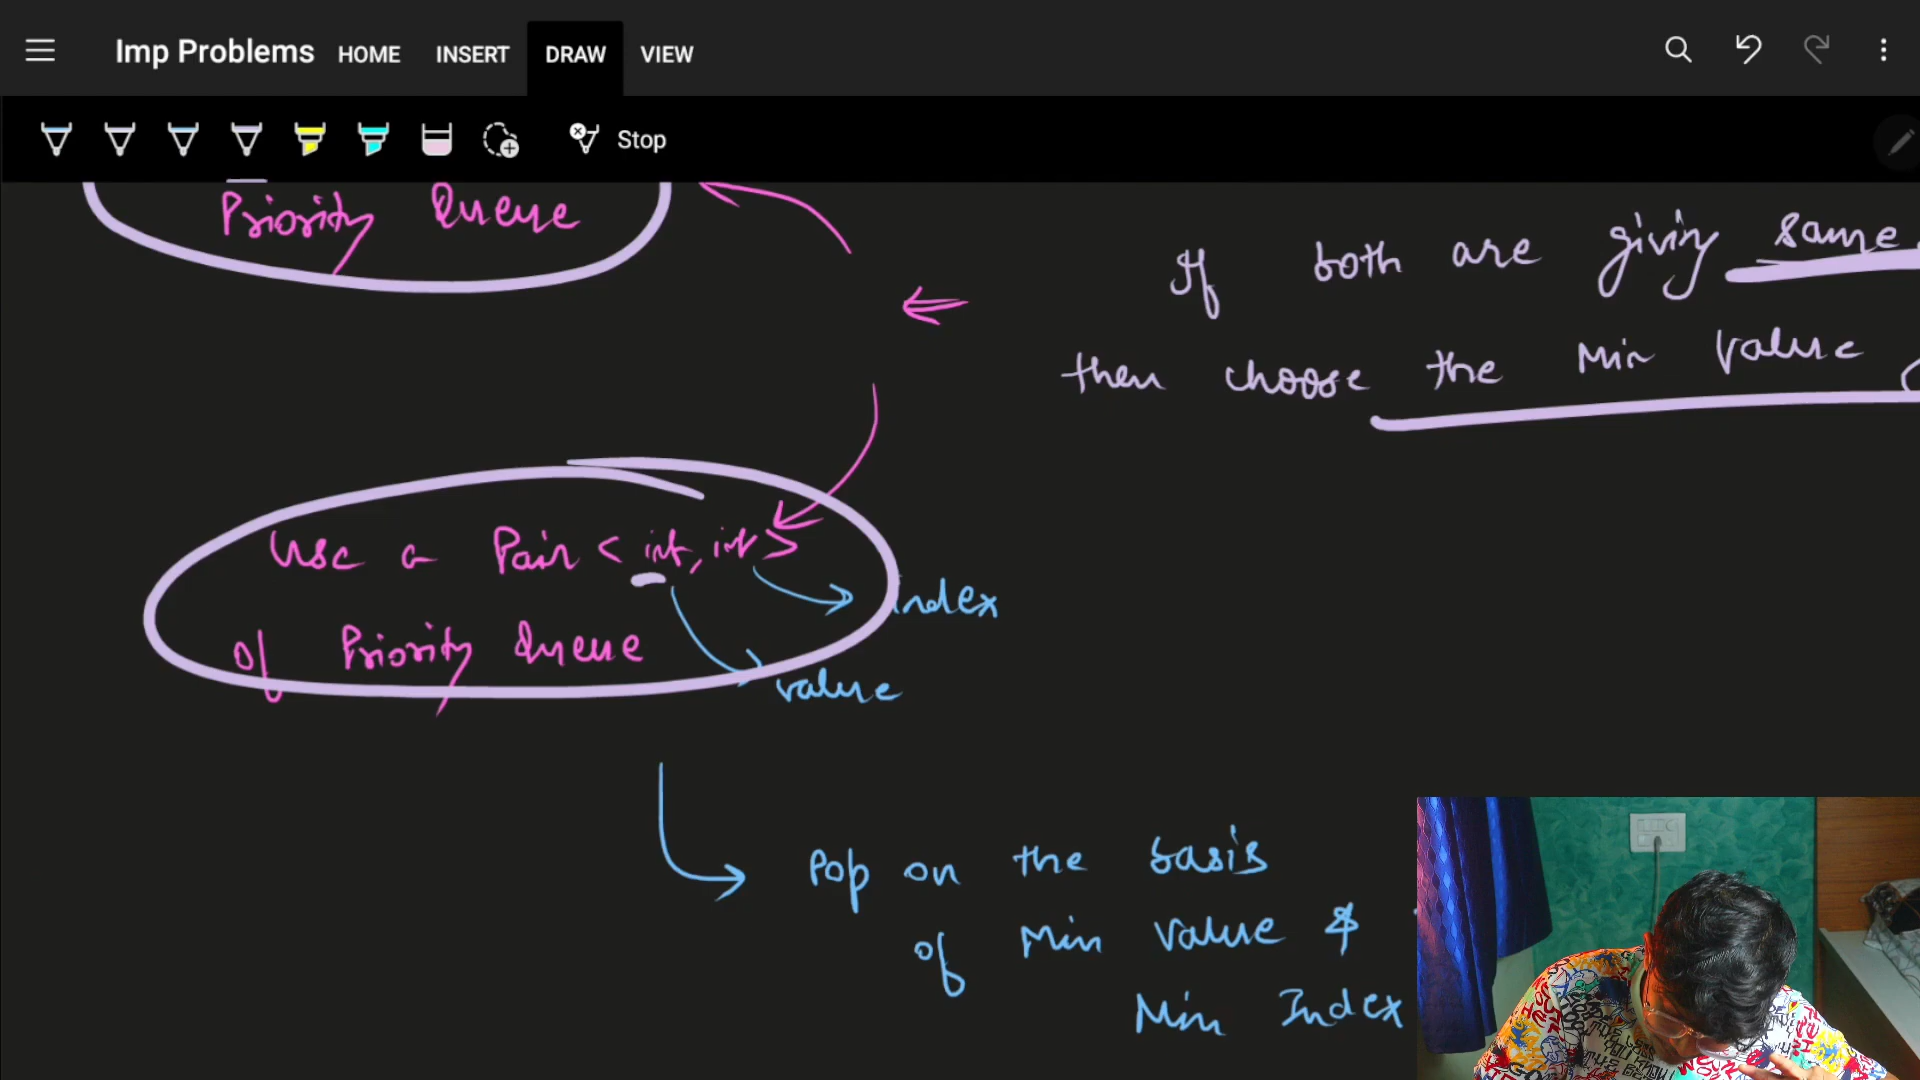 Imp Problems HOME INSERT DRAW VIEW
Stop
Priority Queue
If both are giving same
then choose the Min Value
Use a Pair < int, int >
of Priority Queue
index
value
Pop on the basis
of Min Value &
Min Index